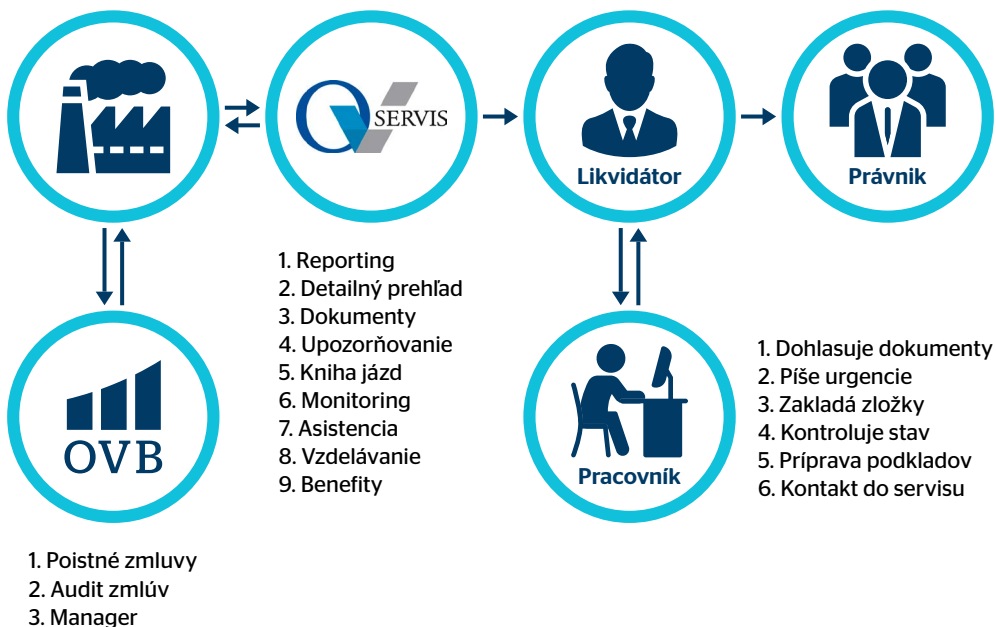 SERVIS
Likvidátor
Právnik
1. Reporting
2. Detailný prehľad
3. Dokumenty
4. Upozorňovanie
5. Kniha jázd
6. Monitoring
7. Asistencia
8. Vzdelávanie
9. Benefity
OVB
Pracovník
1. Dohlasuje dokumenty
2. Píše urgencie
3. Zakladá zložky
4. Kontroluje stav
5. Príprava podkladov
6. Kontakt do servisu
1. Poistné zmluvy
2. Audit zmlúv
3. Manager